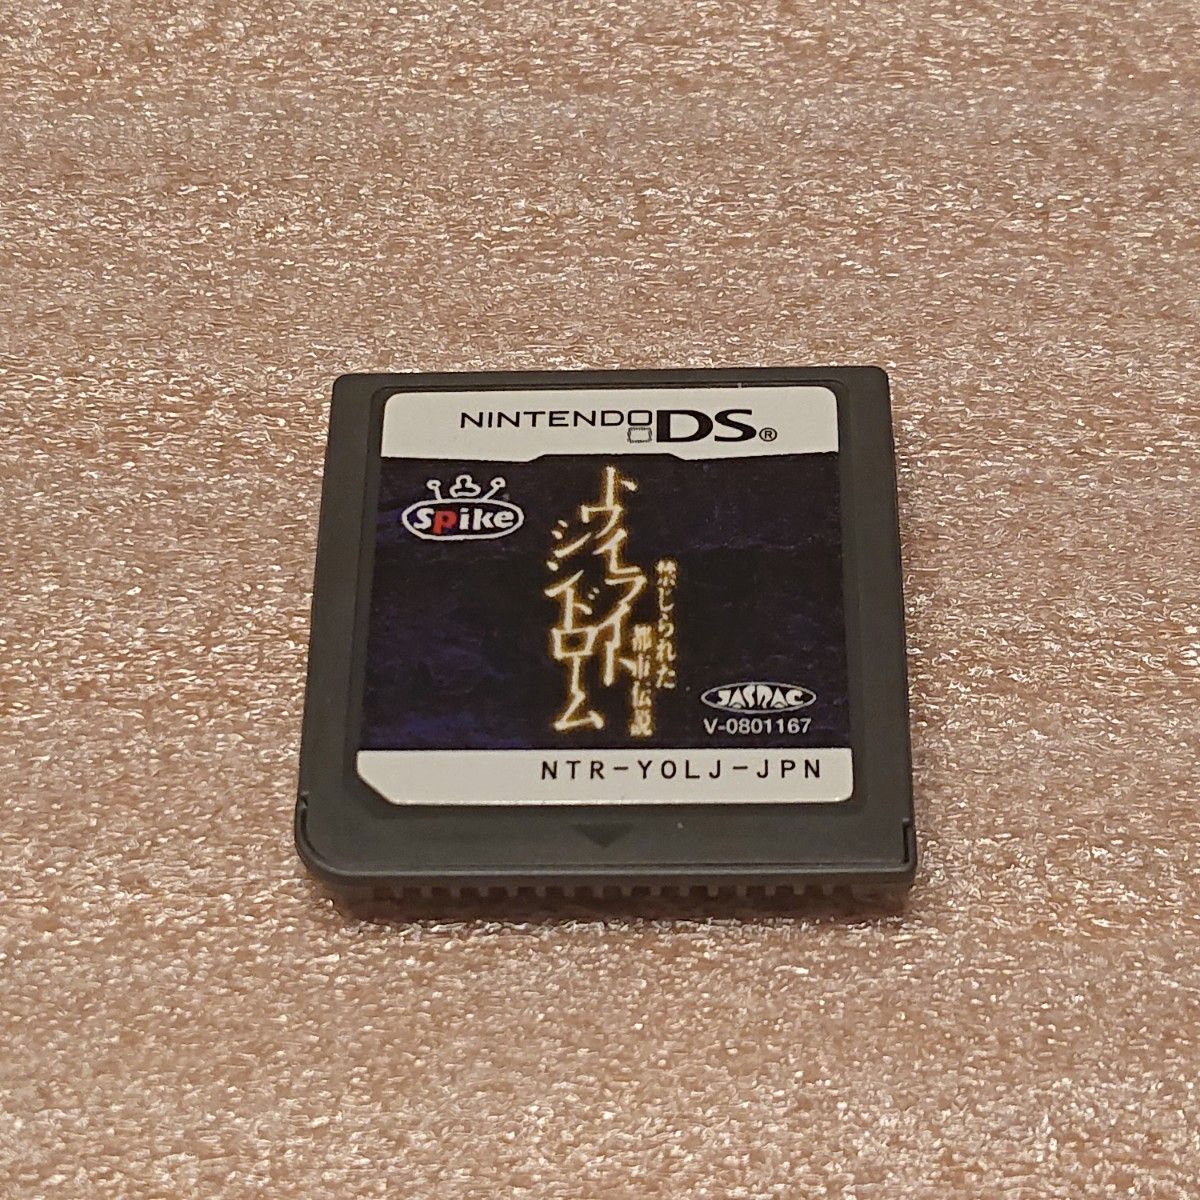 NINTENDO DS®
Spike
トワイライト
シンドローム
禁じられた
都市伝説
JASRAC
V-0801167
NTR-YOLJ-JPN